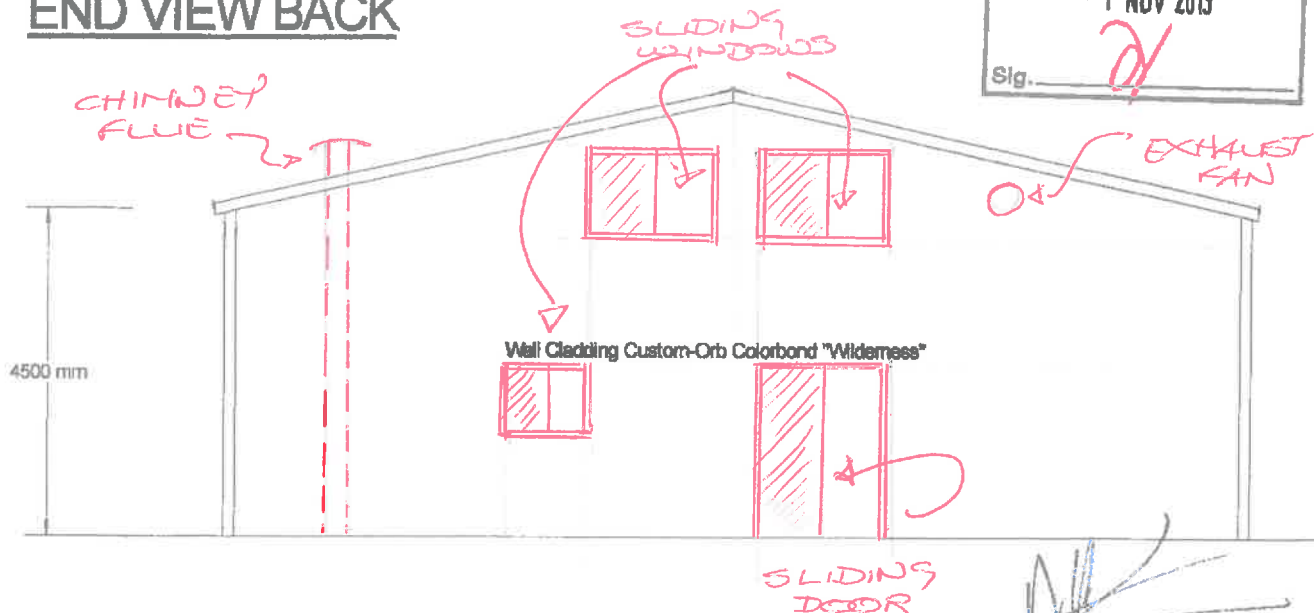 END VIEW BACK
NOV 2013
Sig.
SLIDING
WINDOWS
CHIMNEY
FLUE
EXHAUST
FAN
Wall Cladding Custom-Orb Colorbond "Wilderness"
4500 mm
SLIDING
DOOR